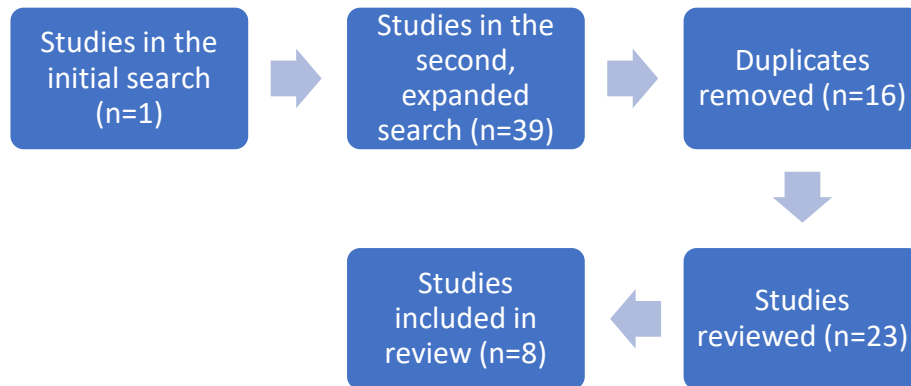 Studies in the
initial search
(n=1)
Studies in the
second,
expanded
search (n=39)
Duplicates
removed (n=16)
Studies
reviewed (n=23)
Studies
included in
review (n=8)